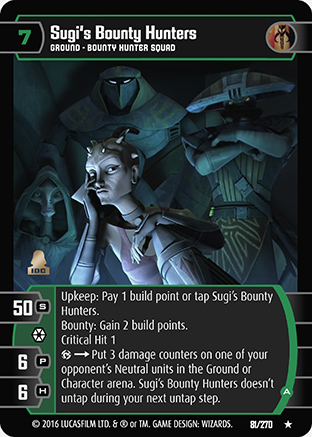 7
Sugi's Bounty Hunters
GROUND - BOUNTY HUNTER SQUAD
IDC
50 S
6 P
6 H
Upkeep: Pay 1 build point or tap Sugi's Bounty
Hunters.
Bounty: Gain 2 build points.
Critical Hit 1
Put 3 damage counters on one of your
opponent's Neutral units in the Ground or
Character arena. Sugi's Bounty Hunters doesn't
untap during your next untap step.
A
© 2016 LUCASFILM LTD. & ® OR TM. GAME DESIGN: WIZARDS.
81/270 ★